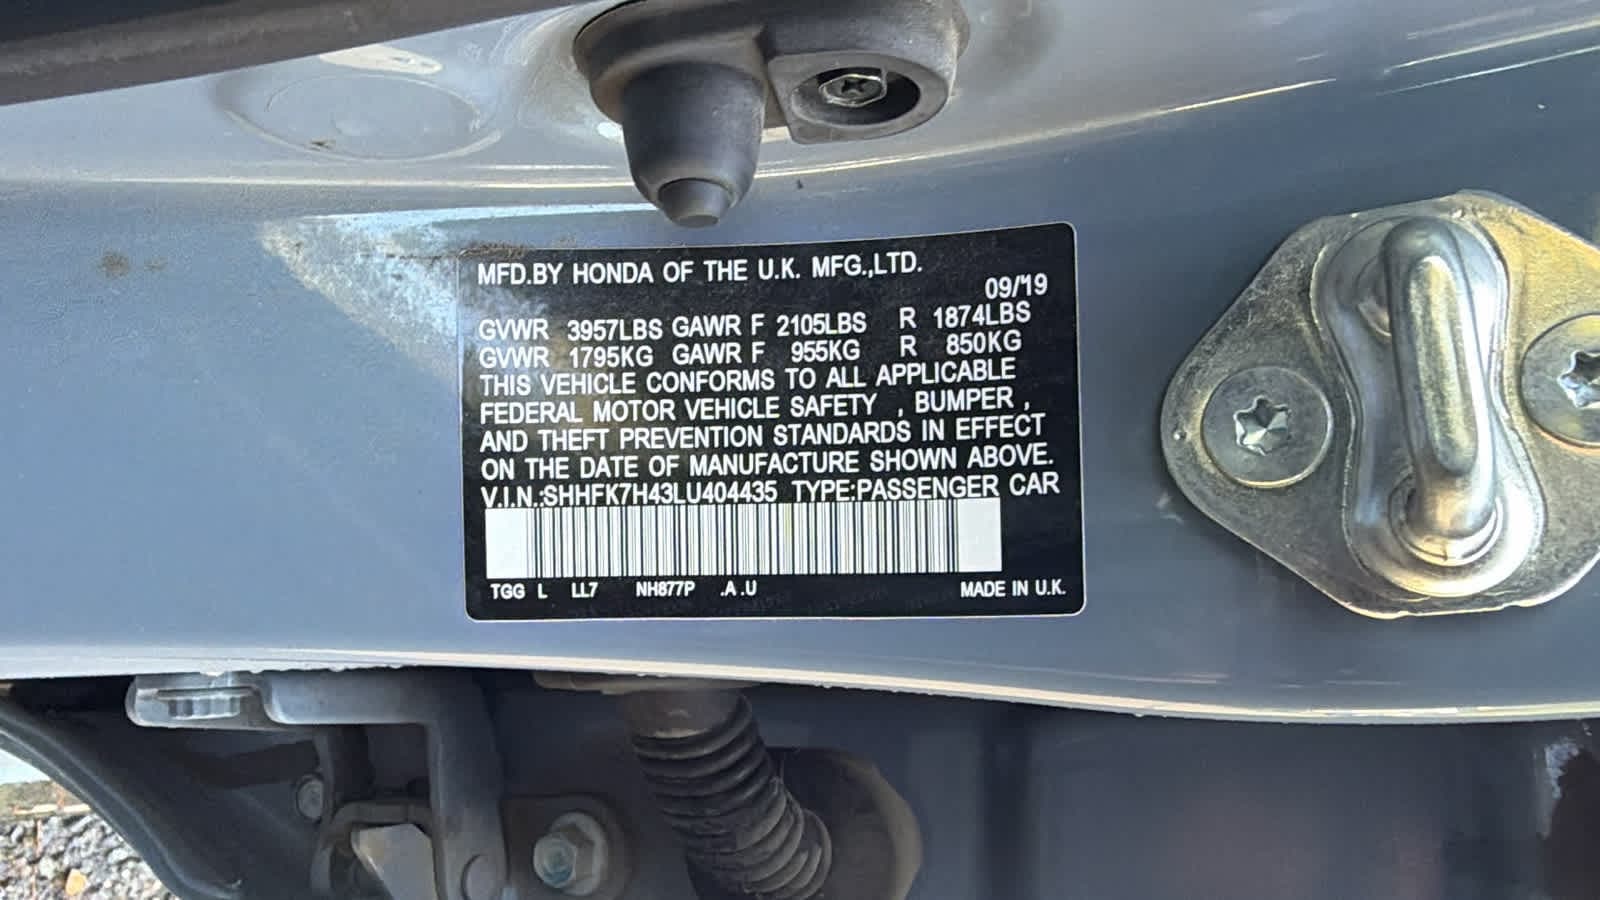 MFD.BY HONDA OF THE U.K. MFG.,LTD.
09/'19
GVWR 3957LBS GAWR F 2105LBS R 1874LBS
GVWR 1795KG GAWR F 955KG R 850KG
THIS VEHICLE CONFORMS TO ALL APPLICABLE
FEDERAL MOTOR VEHICLE SAFETY , BUMPER ,
AND THEFT PREVENTION STANDARDS IN EFFECT
ON THE DATE OF MANUFACTURE SHOWN ABOVE.
V.I.N.:SHHFK7H43LU404435 TYPE:PASSENGER CAR
TGG L LL7 NH877P .A .U MADE IN U.K.